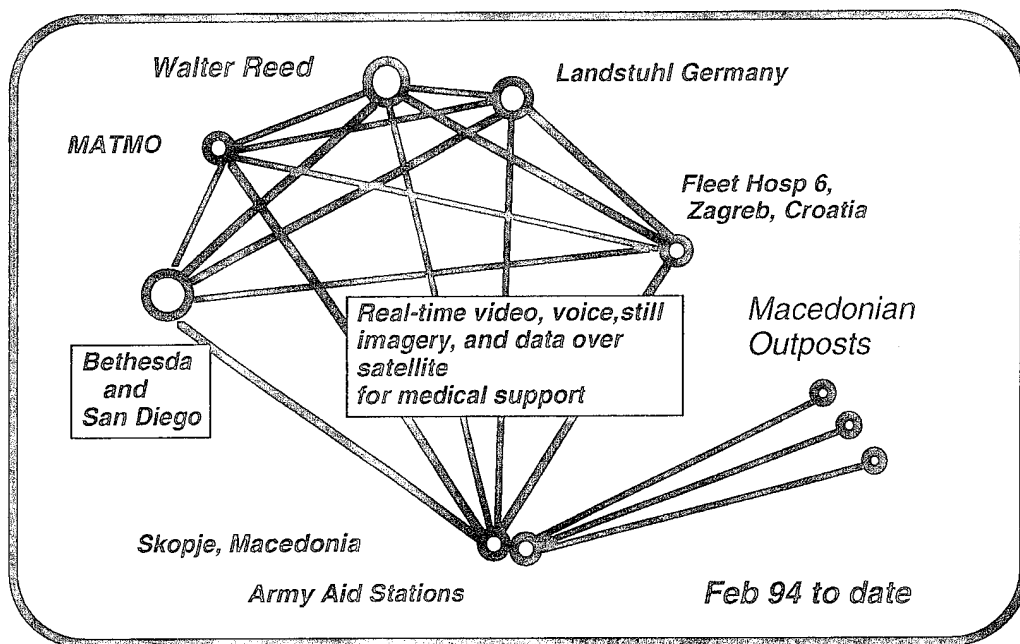 Walter Reed
Landstuhl Germany
MATMO
Fleet Hosp 6,
Zagreb, Croatia
Real-time video, voice,still
imagery, and data over
satellite
for medical support
Macedonian
Outposts
Bethesda
and
San Diego
Skopje, Macedonia
Army Aid Stations
Feb 94 to date